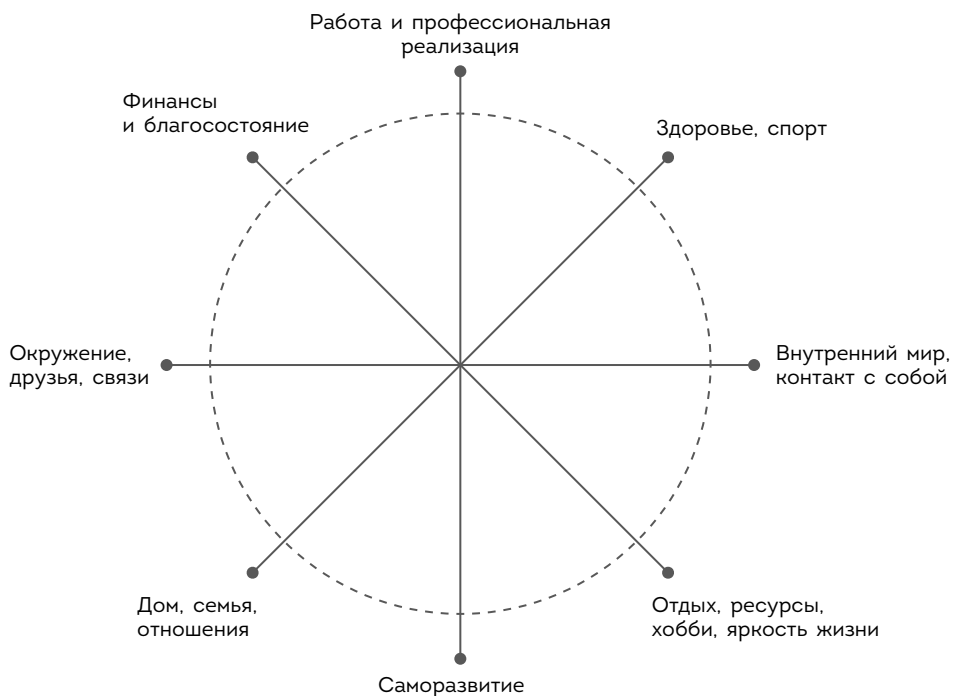 Работа и профессиональная
реализация
Финансы
и благосостояние
Здоровье, спорт
Окружение,
друзья, связи
Внутренний мир,
контакт с собой
Дом, семья,
отношения
Отдых, ресурсы,
хобби, яркость жизни
Саморазвитие